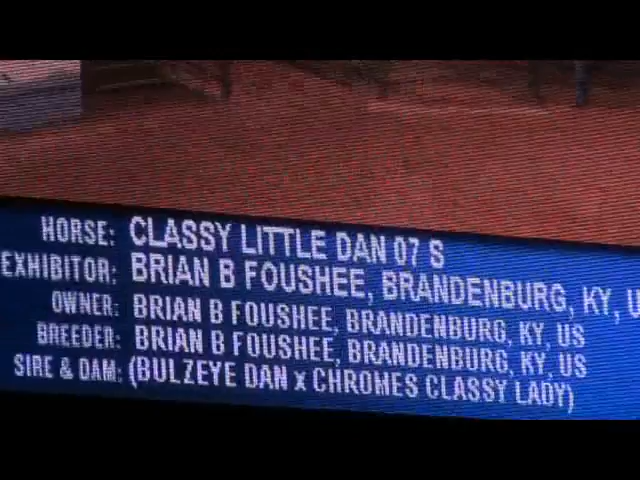 HORSE: CLASSY LITTLE DAN 07 S
EXHIBITOR: BRIAN B FOUSHEE, BRANDENBURG, KY, U
OWNER: BRIAN B FOUSHEE, BRANDENBURG, KY, US
BREEDER: BRIAN B FOUSHEE, BRANDENBURG, KY, US
SIRE & DAM: (BULZEYE DAN x CHROMES CLASSY LADY)